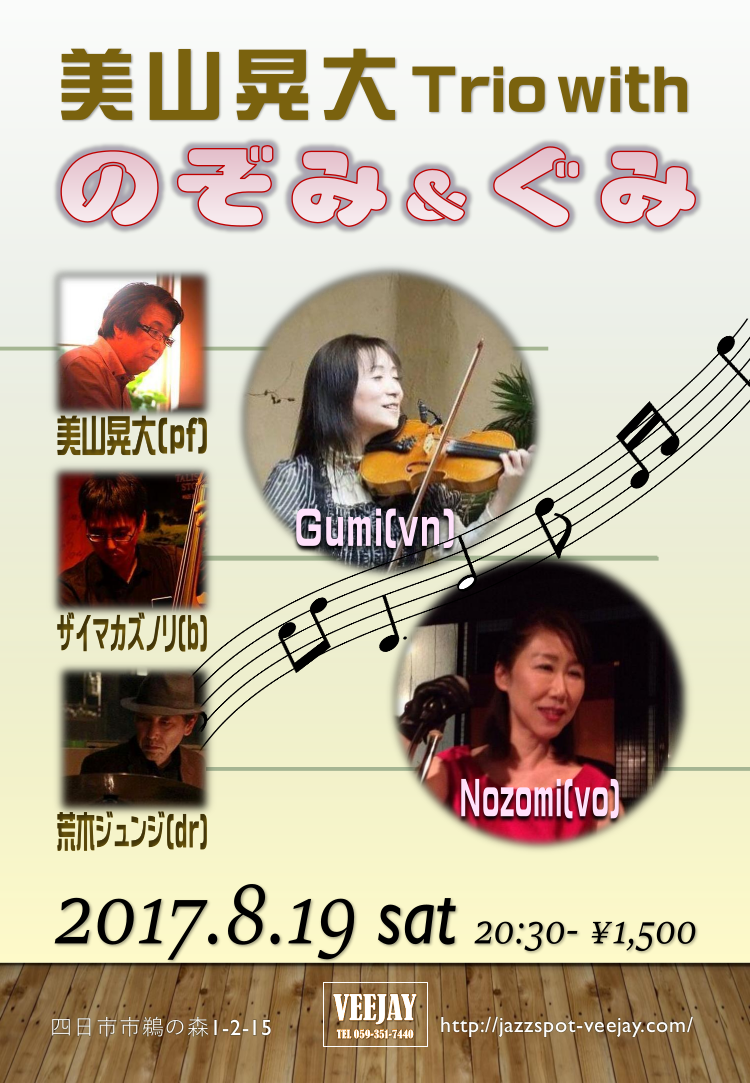 美山晃大 Trio with
のぞみ&ぐみ
美山晃大(pf)
Gumi(vn)
ザイマカズノリ(b)
Nozomi(vo)
荒木ジュンジ(dr)
2017.8.19 sat 20:30- ¥1,500
四日市市鵜の森1-2-15
VEEJAY
TEL 059-351-7440
http://jazzspot-veejay.com/